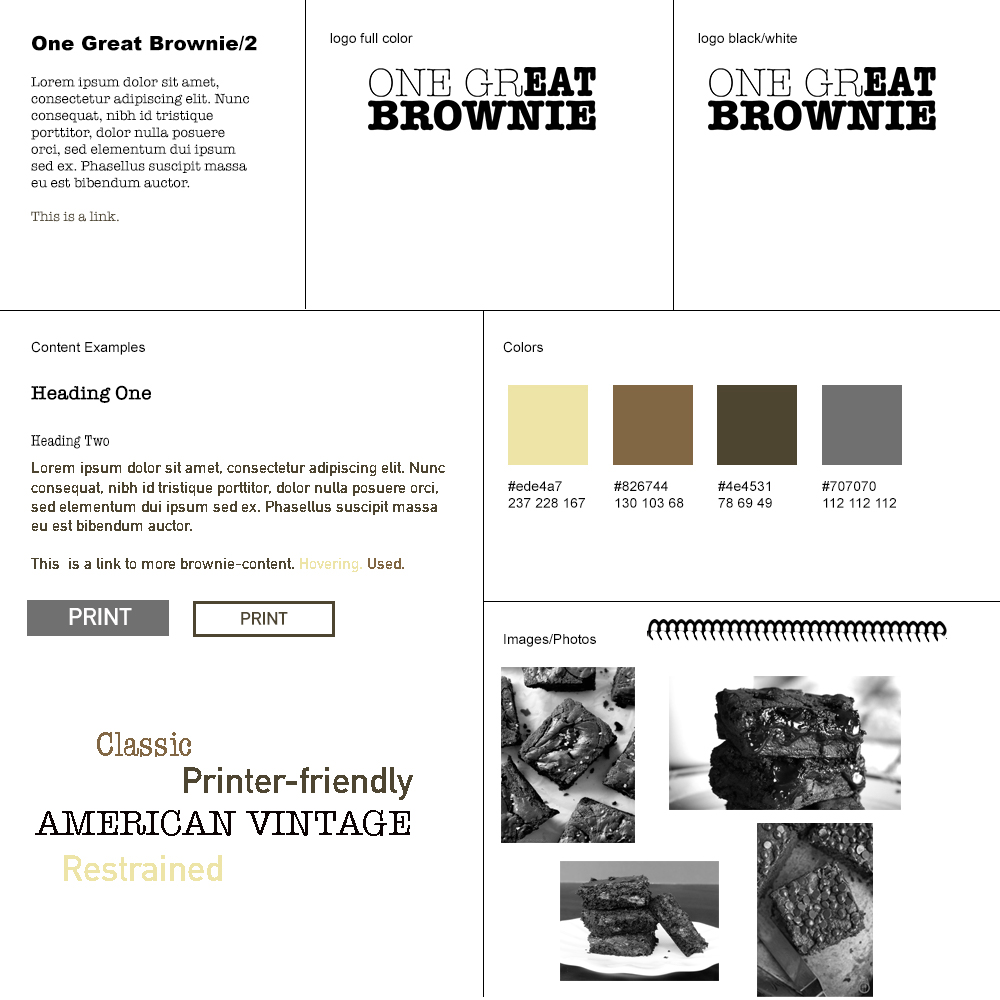 One Great Brownie/2
Lorem ipsum dolor sit amet,
consectetur adipiscing elit. Nunc
consequat, nibh id tristique
porttitor, dolor nulla posuere
orci, sed elementum dui ipsum
sed ex. Phasellus suscipit massa
eu est bibendum auctor.
This is a link.
logo full color
ONE GREAT
BROWNIE
logo black/white
ONE GREAT
BROWNIE
Content Examples
Heading One
Heading Two
Lorem ipsum dolor sit amet, consectetur adipiscing elit. Nunc
consequat, nibh id tristique porttitor, dolor nulla posuere orci,
sed elementum dui ipsum sed ex. Phasellus suscipit massa
eu est bibendum auctor.
This  is a link to more brownie-content. Hovering. Used.
PRINT
PRINT
Classic
Printer-friendly
AMERICAN VINTAGE
Restrained
Colors
#ede4a7
237 228 167
#826744
130 103 68
#4e4531
78 69 49
#707070
112 112 112
Images/Photos